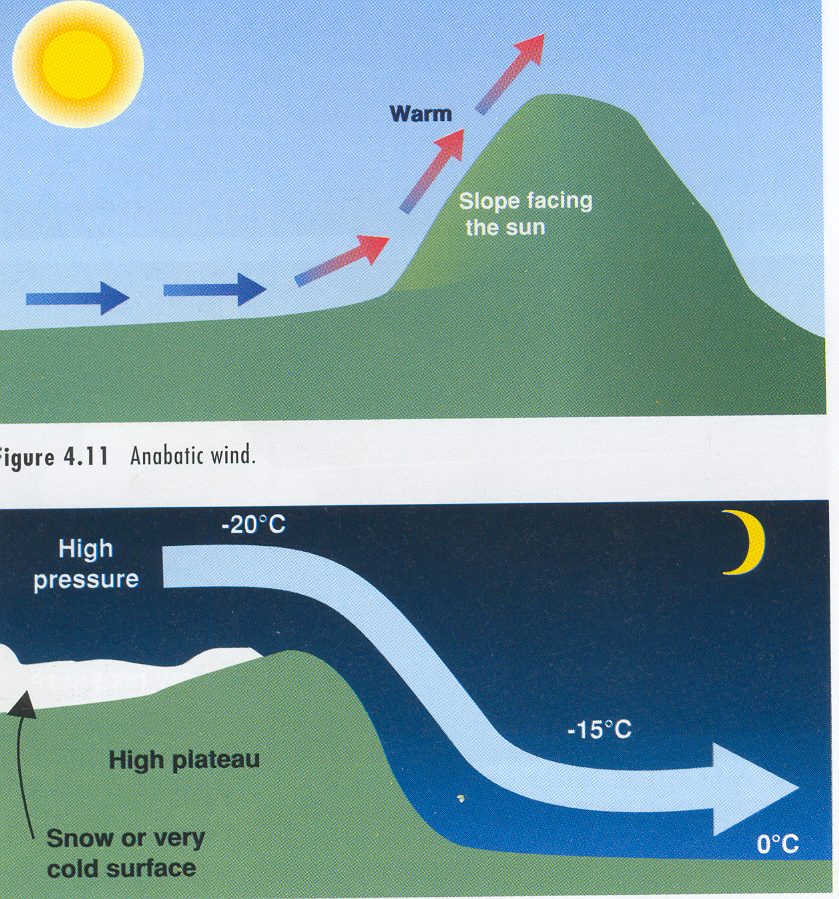 Warm
Slope facing
the sun
Figure 4.11 Anabatic wind.
-20°C
High
pressure
-15°C
High plateau
Snow or very
cold surface
0°C